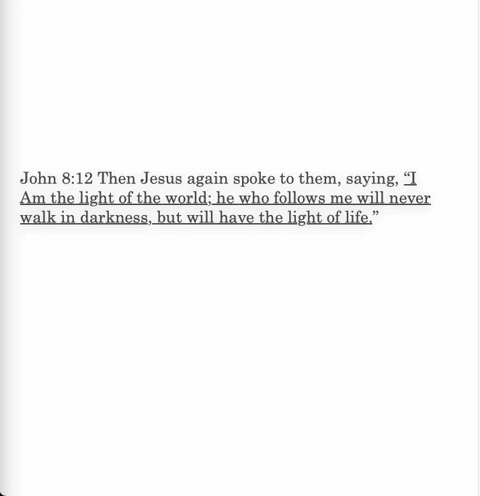 John 8:12 Then Jesus again spoke to them, saying, “I
Am the light of the world; he who follows me will never
walk in darkness, but will have the light of life.”